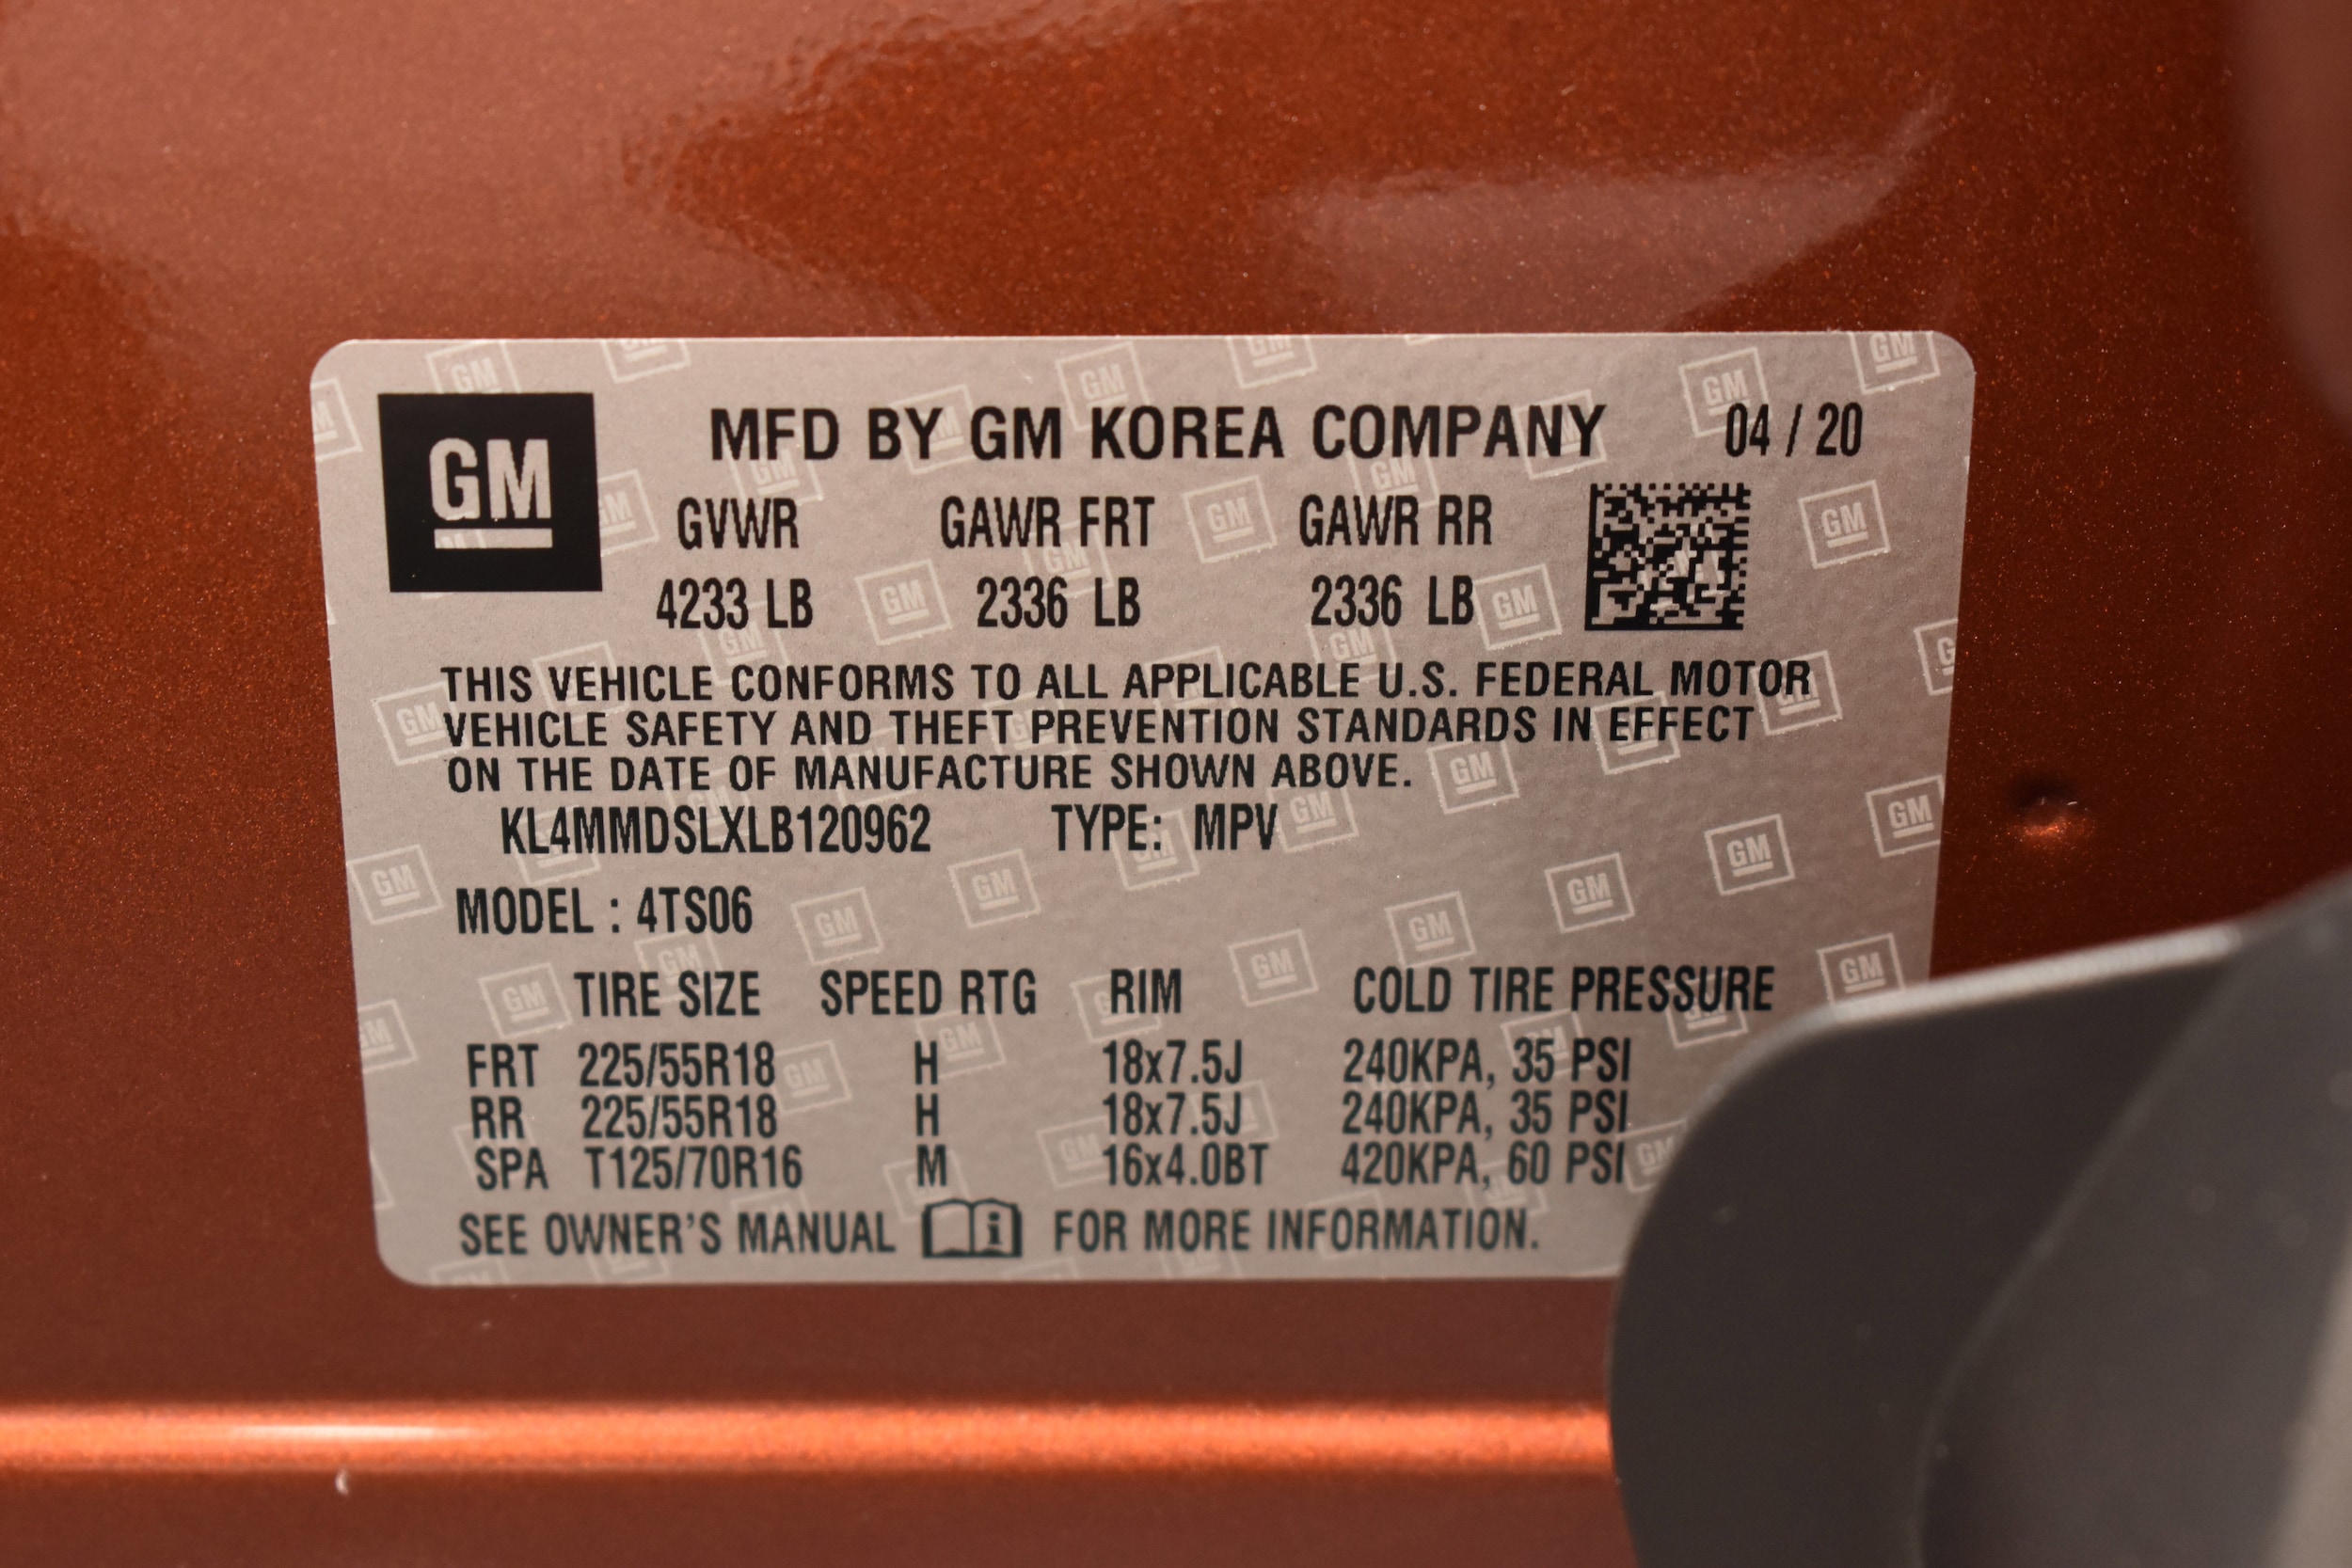 GM
MFD BY GM KOREA COMPANY 04 / 20
GVWR GAWR FRT GAWR RR
4233 LB 2336 LB 2336 LB
THIS VEHICLE CONFORMS TO ALL APPLICABLE U.S. FEDERAL MOTOR
VEHICLE SAFETY AND THEFT PREVENTION STANDARDS IN EFFECT
ON THE DATE OF MANUFACTURE SHOWN ABOVE.
KL4MMDSLXLB120962 TYPE: MPV
MODEL : 4TS06
TIRE SIZE SPEED RTG RIM COLD TIRE PRESSURE
FRT 225/55R18 H 18x7.5J 240KPA, 35 PSI
RR 225/55R18 H 18x7.5J 240KPA, 35 PSI
SPA T125/70R16 M 16x4.0BT 420KPA, 60 PSI
SEE OWNER'S MANUAL i FOR MORE INFORMATION.